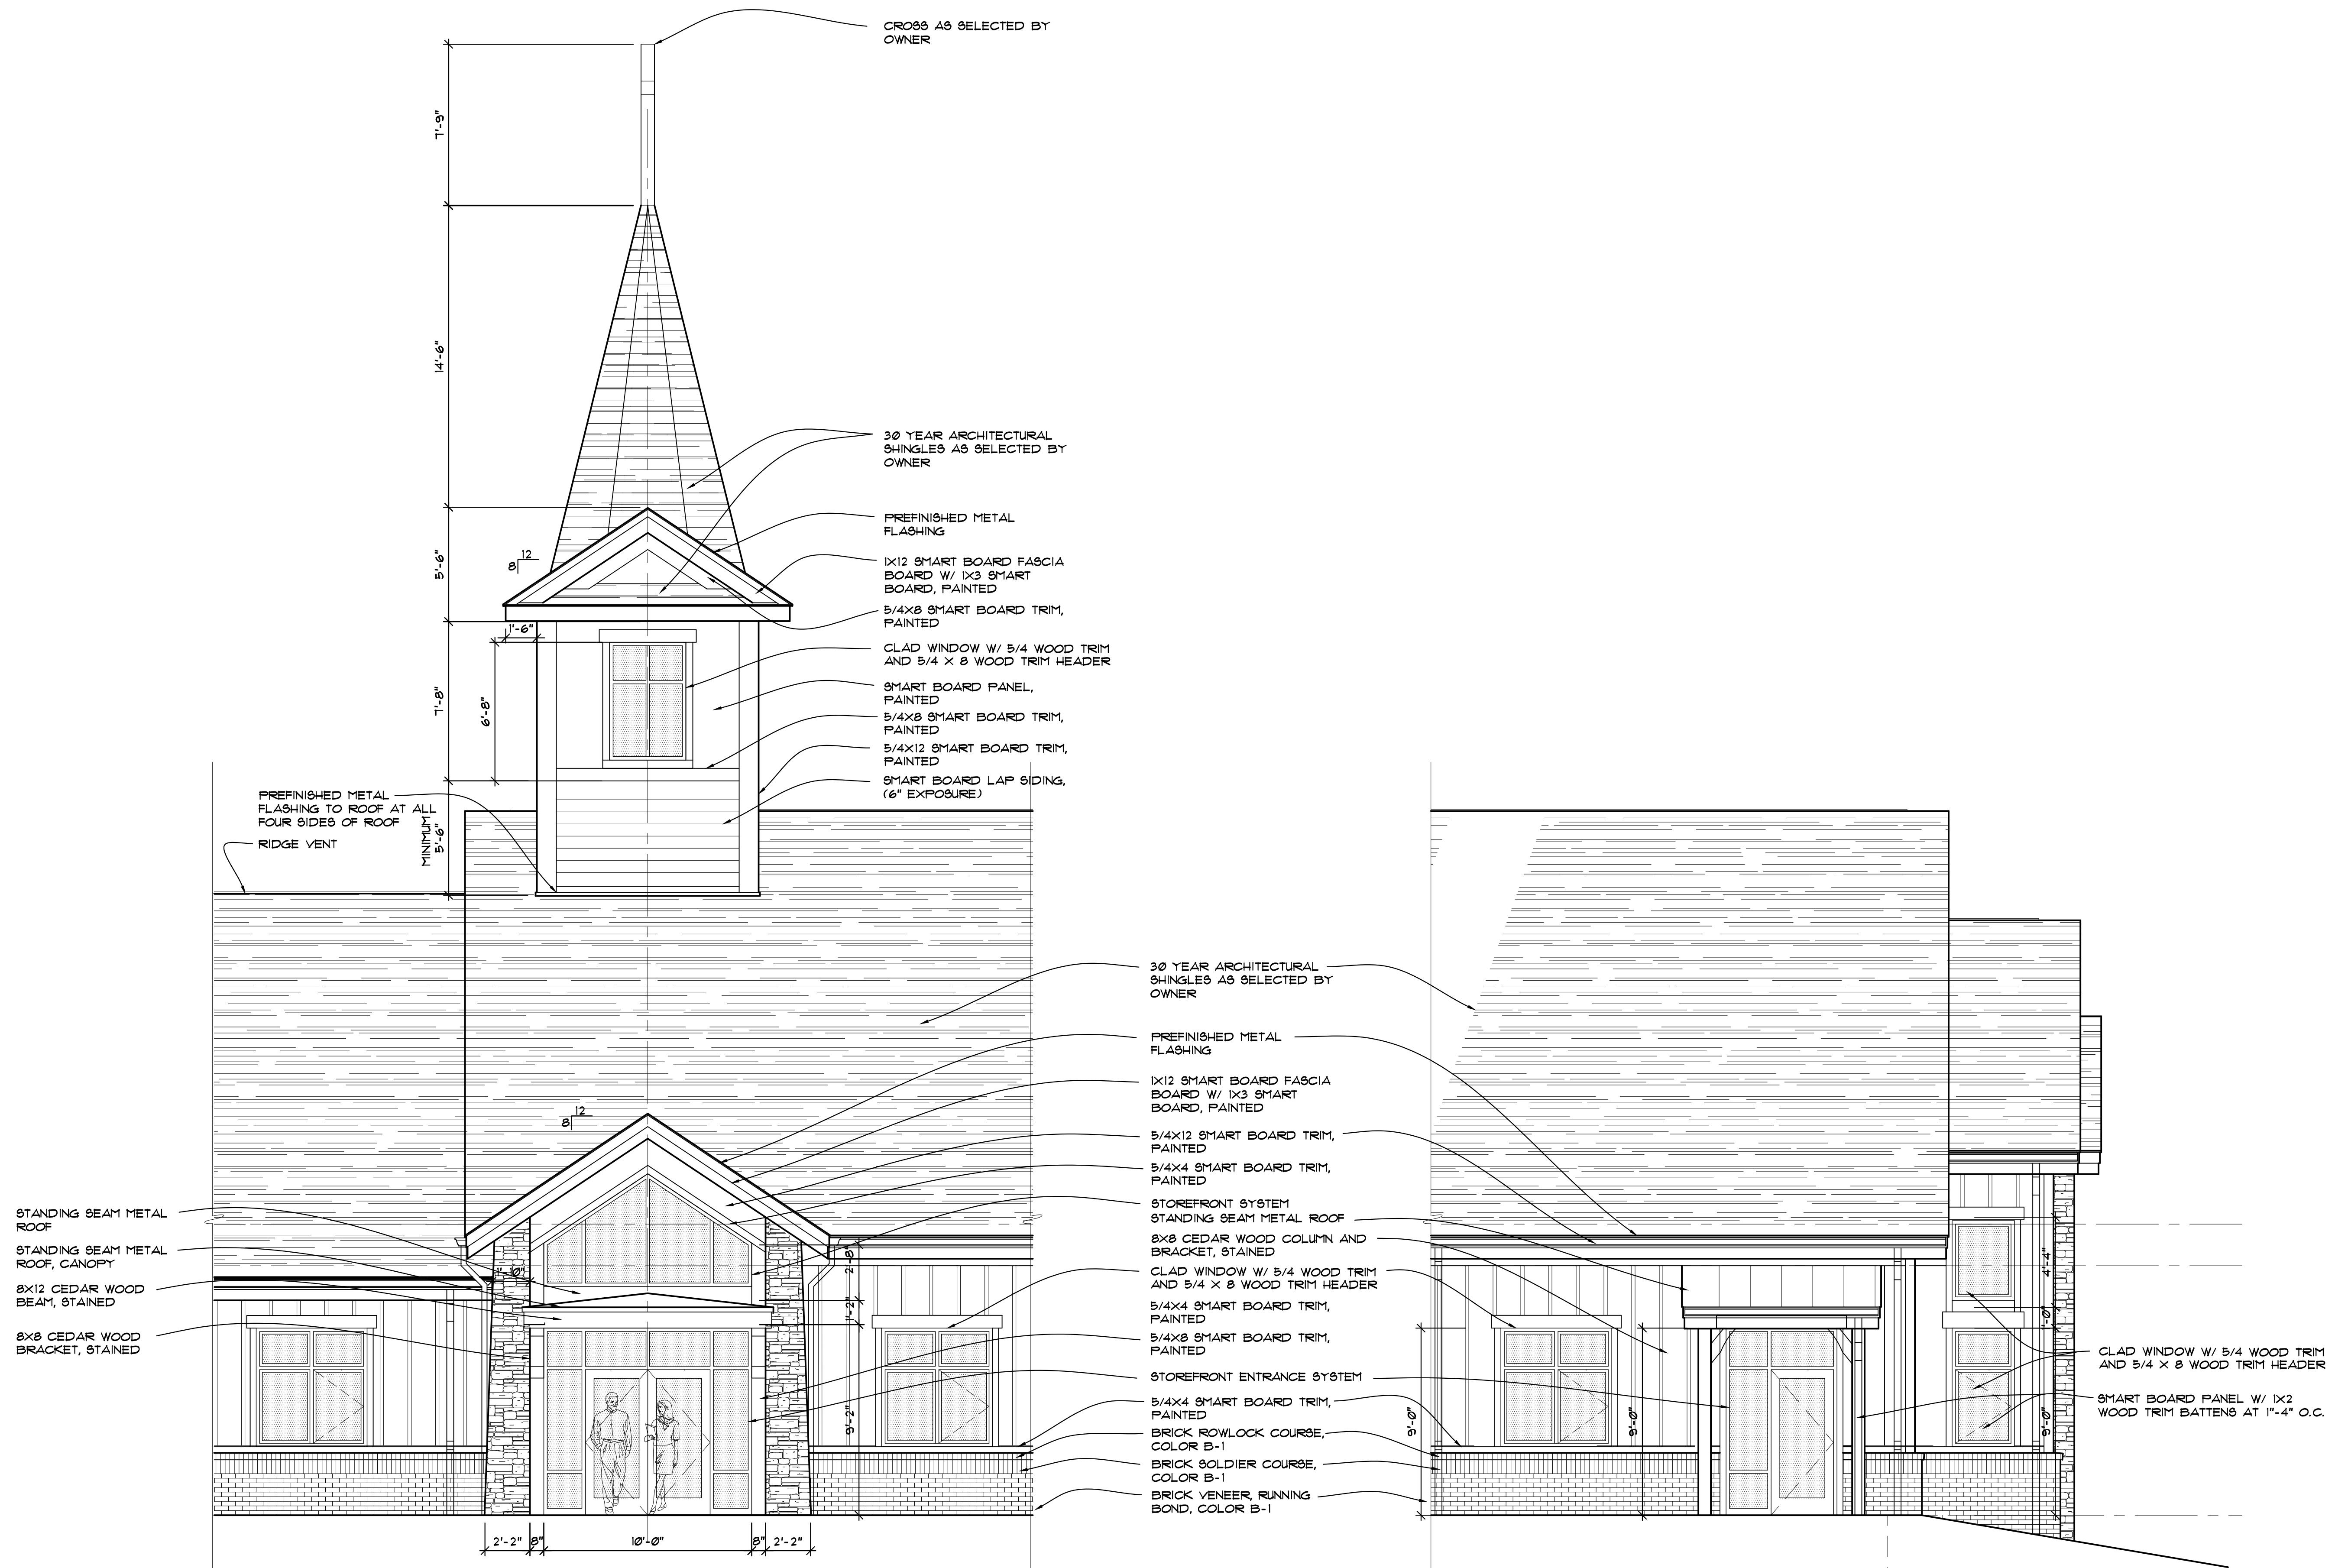 CROSS AS SELECTED BY
OWNER
7'-9"
14'-6"
5'-6"
7'-8"
MINIMUM
5'-6"
6'-8"
1'-6"
12
8
30 YEAR ARCHITECTURAL
SHINGLES AS SELECTED BY
OWNER
PREFINISHED METAL
FLASHING
1X12 SMART BOARD FASCIA
BOARD W/ 1X3 SMART
BOARD, PAINTED
5/4X8 SMART BOARD TRIM,
PAINTED
CLAD WINDOW W/ 5/4 WOOD TRIM
AND 5/4 X 8 WOOD TRIM HEADER
SMART BOARD PANEL,
PAINTED
5/4X8 SMART BOARD TRIM,
PAINTED
5/4X12 SMART BOARD TRIM,
PAINTED
SMART BOARD LAP SIDING,
(6" EXPOSURE)
PREFINISHED METAL
FLASHING TO ROOF AT ALL
FOUR SIDES OF ROOF
RIDGE VENT
30 YEAR ARCHITECTURAL
SHINGLES AS SELECTED BY
OWNER
PREFINISHED METAL
FLASHING
1X12 SMART BOARD FASCIA
BOARD W/ 1X3 SMART
BOARD, PAINTED
5/4X12 SMART BOARD TRIM,
PAINTED
5/4X4 SMART BOARD TRIM,
PAINTED
STOREFRONT SYSTEM
STANDING SEAM METAL ROOF
8X8 CEDAR WOOD COLUMN AND
BRACKET, STAINED
CLAD WINDOW W/ 5/4 WOOD TRIM
AND 5/4 X 8 WOOD TRIM HEADER
5/4X4 SMART BOARD TRIM,
PAINTED
5/4X8 SMART BOARD TRIM,
PAINTED
STOREFRONT ENTRANCE SYSTEM
5/4X4 SMART BOARD TRIM,
PAINTED
BRICK ROWLOCK COURSE,
COLOR B-1
BRICK SOLDIER COURSE,
COLOR B-1
BRICK VENEER, RUNNING
BOND, COLOR B-1
12
8
STANDING SEAM METAL
ROOF
STANDING SEAM METAL
ROOF, CANOPY
8X12 CEDAR WOOD
BEAM, STAINED
8X8 CEDAR WOOD
BRACKET, STAINED
1'-10"
2'-8"
1'-2"
9'-2"
2'-2"
8"
10'-0"
8"
2'-2"
9'-0"
9'-0"
4'-4"
1'-0"
9'-0"
CLAD WINDOW W/ 5/4 WOOD TRIM
AND 5/4 X 8 WOOD TRIM HEADER
SMART BOARD PANEL W/ 1X2
WOOD TRIM BATTENS AT 1"-4" O.C.